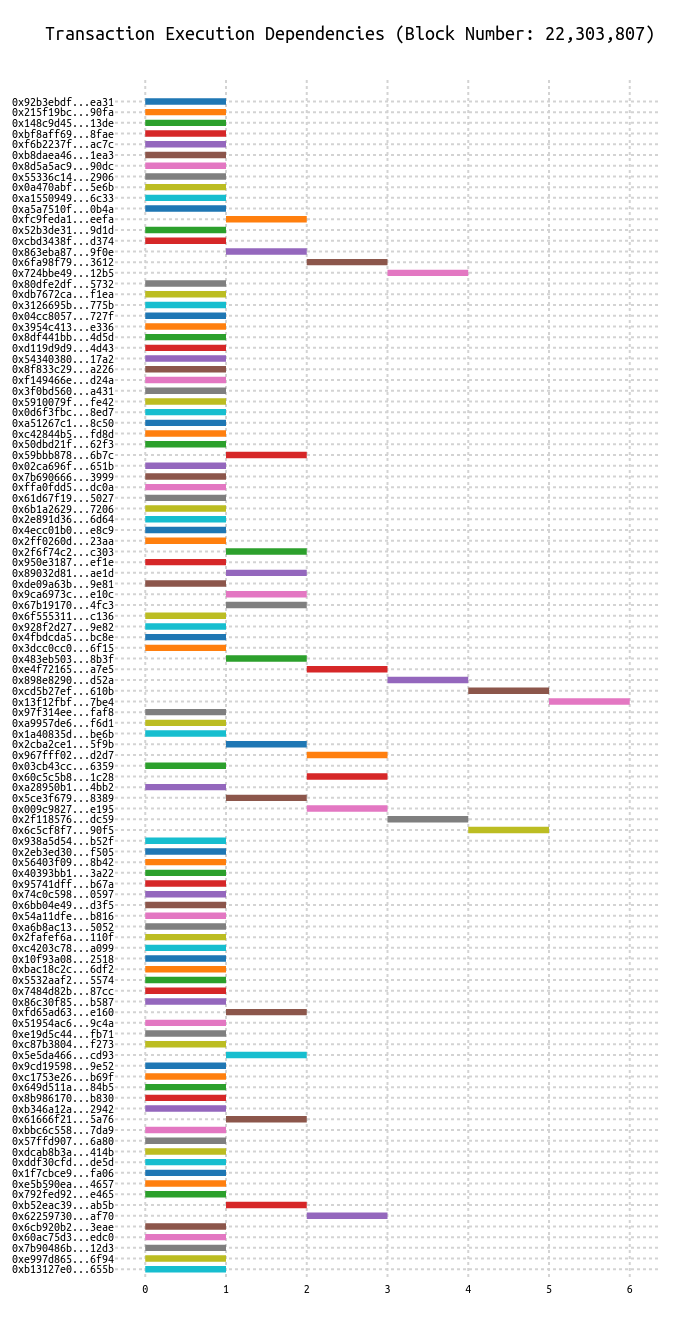 Transaction Execution Dependencies (Block Number: 22,303,807)
0x92b3ebdf...ea31
0x215f19bc...90fa
0x148c9d45...13de
0xbf8aff69...8fae
0xf6b2237f...ac7c
0xb8daea46...1ea3
0x8d5a5ac9...90dc
0x55336c14...2906
0x0a470abf...5e6b
0xa1550949...6c33
0xa5a7510f...0b4a
0xfc9feda1...eefa
0x52b3de31...9d1d
0xcbd3438f...d374
0x863eba87...9f0e
0x6fa98f79...3612
0x724bbe49...12b5
0x80dfe2df...5732
0xdb7672ca...f1ea
0x3126695b...775b
0x04cc8057...727f
0x3954c413...e336
0x8df441bb...4d5d
0xd119d9d9...4d43
0x54340380...17a2
0x8f833c29...a226
0xf149466e...d24a
0x3f0bd560...a431
0x5910079f...fe42
0x0d6f3fbc...8ed7
0xa51267c1...8c50
0xc42844b5...fd8d
0x50dbd21f...62f3
0x59bbb878...6b7c
0x02ca696f...651b
0x7b690666...3999
0xffa0fdd5...dc0a
0x61d67f19...5027
0x6b1a2629...7206
0x2e891d36...6d64
0x4ecc01b0...e8c9
0x2ff0260d...23aa
0x2f6f74c2...c303
0x950e3187...ef1e
0x89032d81...ae1d
0xde09a63b...9e81
0x9ca6973c...e10c
0x67b19170...4fc3
0x6f555311...c136
0x928f2d27...9e82
0x4fbdcda5...bc8e
0x3dcc0cc0...6f15
0x483eb503...8b3f
0xe4f72165...a7e5
0x898e8290...d52a
0xcd5b27ef...610b
0x13f12fbf...7be4
0x97f314ee...faf8
0xa9957de6...f6d1
0x1a40835d...be6b
0x2cba2ce1...5f9b
0x967fff02...d2d7
0x03cb43cc...6359
0x60c5c5b8...1c28
0xa28950b1...4bb2
0x5ce3f679...8389
0x009c9827...e195
0x2f118576...dc59
0x6c5cf8f7...90f5
0x938a5d54...b52f
0x2eb3ed30...f505
0x56403f09...8b42
0x40393bb1...3a22
0x95741dff...b67a
0x74c0c598...0597
0x6bb04e49...d3f5
0x54a11dfe...b816
0xa6b8ac13...5052
0x2fafef6a...110f
0xc4203c78...a099
0x10f93a08...2518
0xbac18c2c...6df2
0x5532aaf2...5574
0x7484d82b...87cc
0x86c30f85...b587
0xfd65ad63...e160
0x51954ac6...9c4a
0xe19d5c44...fb71
0xc87b3804...f273
0x5e5da466...cd93
0x9cd19598...9e52
0xc1753e26...b69f
0x649d511a...84b5
0x8b986170...b830
0xb346a12a...2942
0x61666f21...5a76
0xbbc6c558...7da9
0x57ffd907...6a80
0xdcab8b3a...414b
0xddf30cfd...de5d
0x1f7cbce9...fa06
0xe5b590ea...4657
0x792fed92...e465
0xb52eac39...ab5b
0x62259730...af70
0x6cb920b2...3eae
0x60ac75d3...edc0
0x7b90486b...12d3
0xe997d865...6f94
0xb13127e0...655b
0 1 2 3 4 5 6